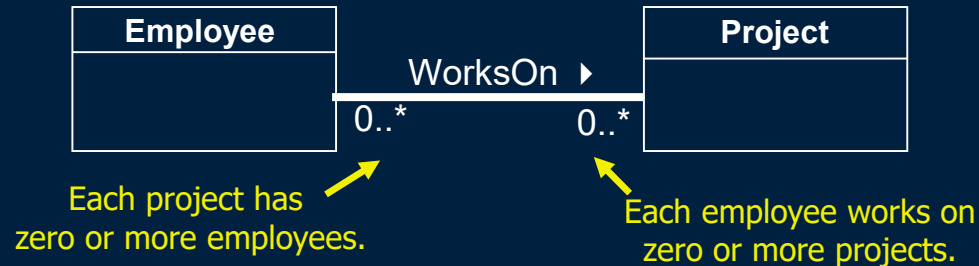 Employee
Project
WorksOn
0..*
0..*
Each project has
zero or more employees.
Each employee works on
zero or more projects.